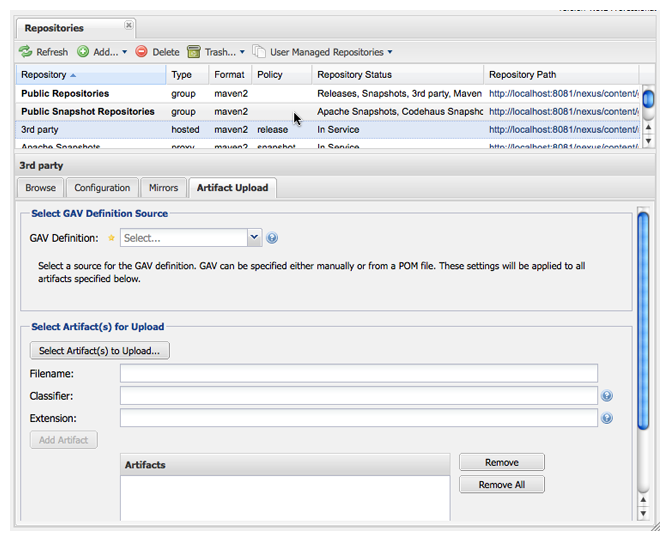 Repositories
Refresh Add... Delete Trash... User Managed Repositories
Repository Type Format Policy Repository Status Repository Path
Public Repositories group maven2 Releases, Snapshots, 3rd party, Maven http://localhost:8081/nexus/content/
Public Snapshot Repositories group maven2 Apache Snapshots, Codehaus Snapsho http://localhost:8081/nexus/content/
3rd party hosted maven2 release In Service http://localhost:8081/nexus/content/
Apache Snapshots proxy maven2 snapshot In Service http://localhost:8081/nexus/content/
3rd party
Browse Configuration Mirrors Artifact Upload
Select GAV Definition Source
GAV Definition: Select...
Select a source for the GAV definition. GAV can be specified either manually or from a POM file. These settings will be applied to all
artifacts specified below.
Select Artifact(s) for Upload
Select Artifact(s) to Upload...
Filename:
Classifier:
Extension:
Add Artifact
Artifacts
Remove
Remove All